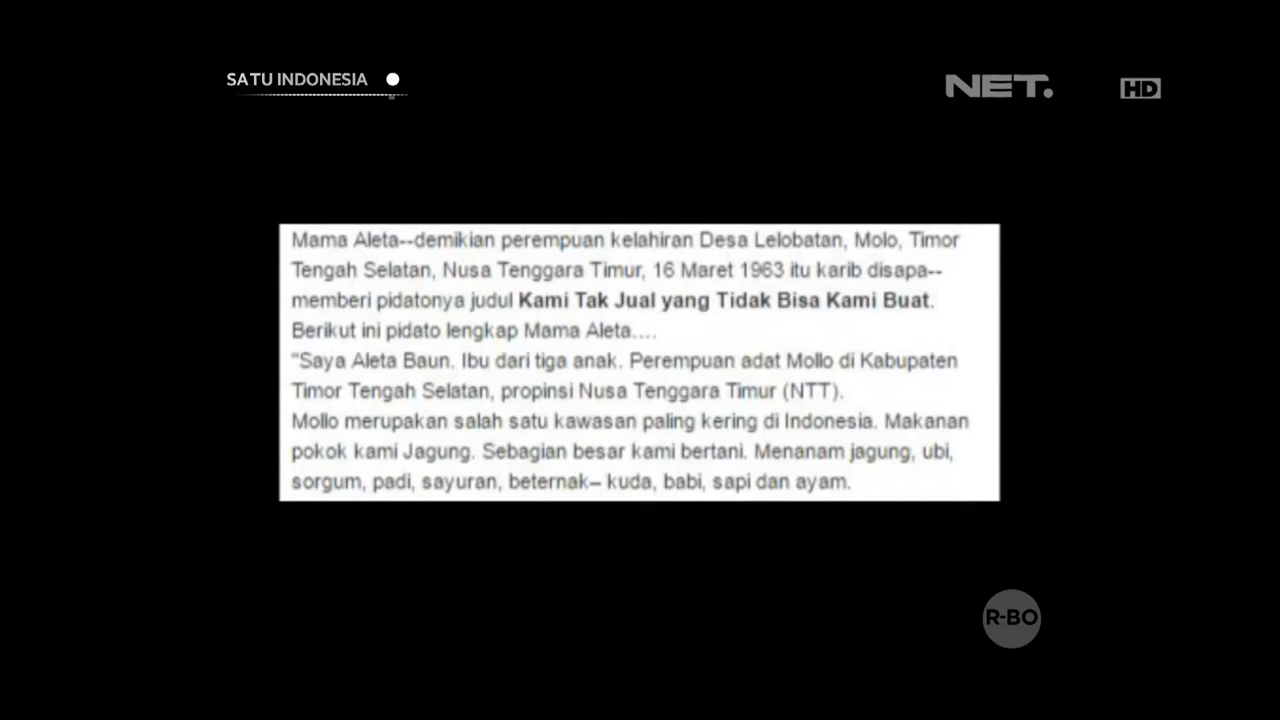 SATU INDONESIA
NET.
HD
Mama Aleta--demikian perempuan kelahiran Desa Lelobatan, Molo, Timor
Tengah Selatan, Nusa Tenggara Timur, 16 Maret 1963 itu karib disapa--
memberi pidatonya judul Kami Tak Jual yang Tidak Bisa Kami Buat.
Berikut ini pidato lengkap Mama Aleta....
"Saya Aleta Baun. Ibu dari tiga anak. Perempuan adat Mollo di Kabupaten
Timor Tengah Selatan, propinsi Nusa Tenggara Timur (NTT).
Mollo merupakan salah satu kawasan paling kering di Indonesia. Makanan
pokok kami Jagung. Sebagian besar kami bertani. Menanam jagung, ubi,
sorgum, padi, sayuran, beternak– kuda, babi, sapi dan ayam.
R-BO